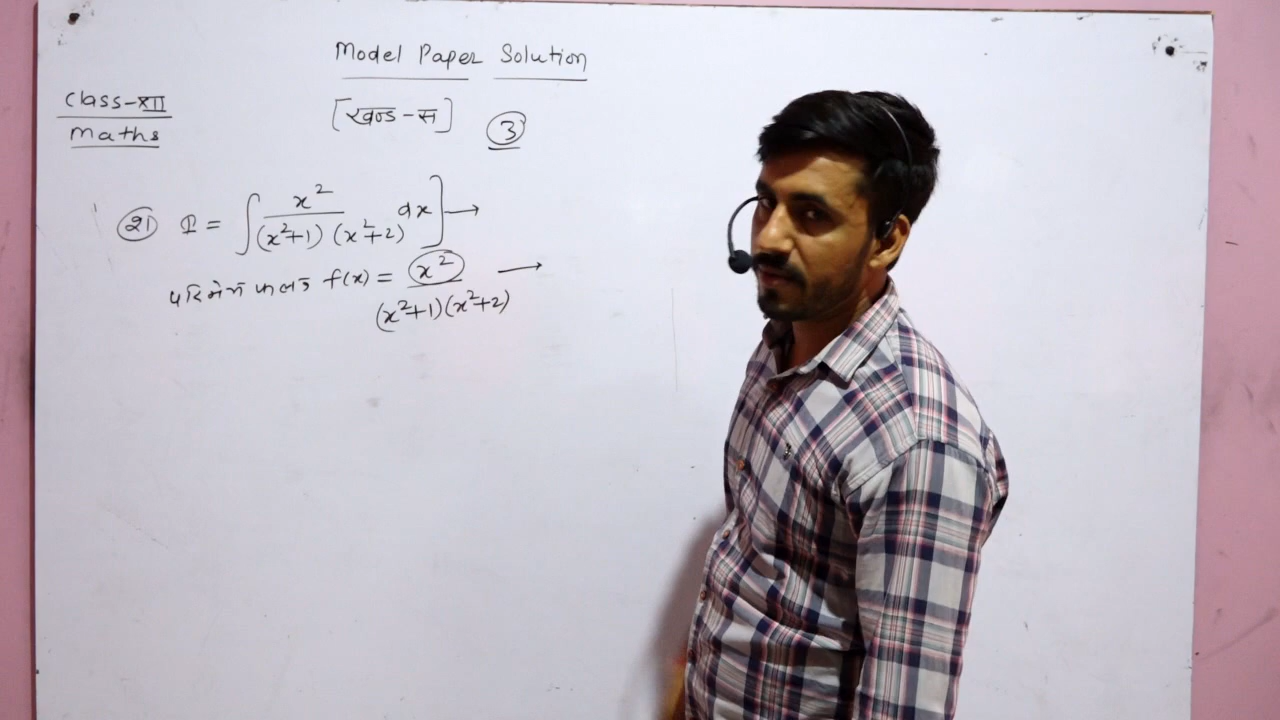 Model Paper Solution
Class-XII
Maths
[खण्ड-स]
3
21 I = ∫ x²/((x²+1)(x²+2)) dx] →
परिमेय फलन f(x) = x²/((x²+1)(x²+2)) →